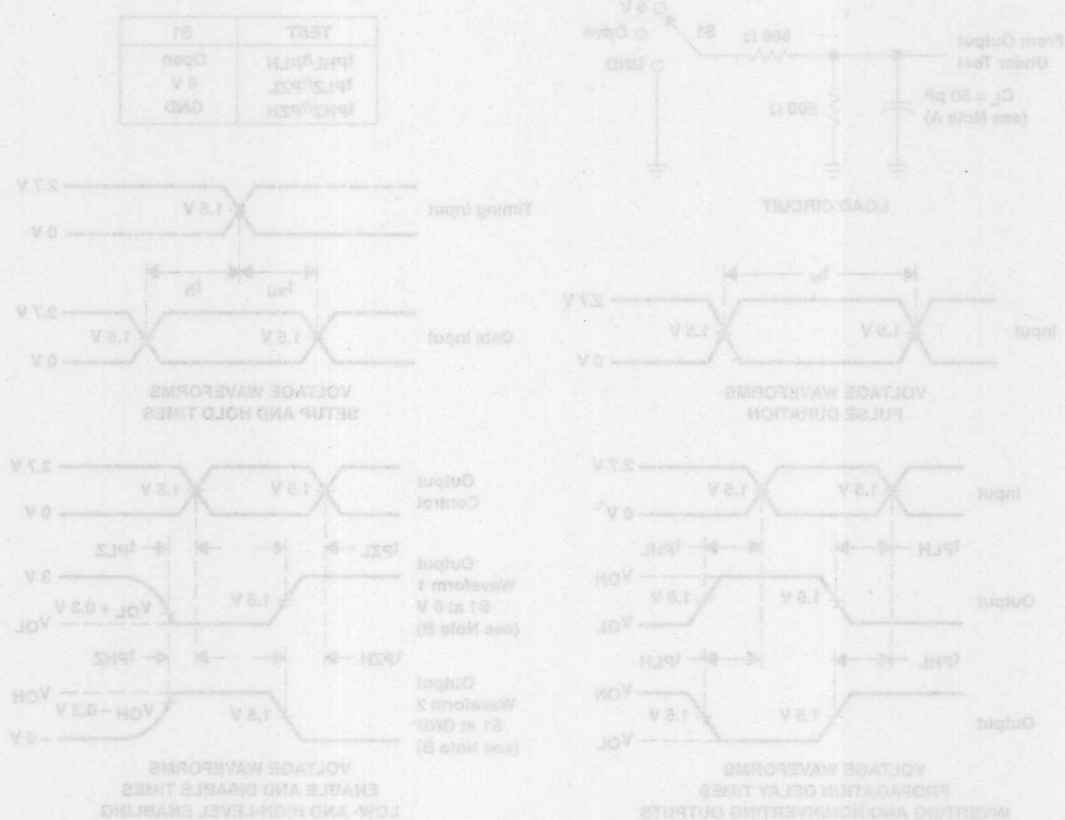 6 V
Open
GND
S1
500 Ω
500 Ω
From Output
Under Test
CL = 50 pF
(see Note A)
LOAD CIRCUIT
TEST S1
tPHL/tPLH Open
tPLZ/tPZL 6 V
tPHZ/tPZH GND
Timing Input
1.5 V
2.7 V
0 V
tsu
th
Data Input
1.5 V
1.5 V
2.7 V
0 V
VOLTAGE WAVEFORMS
SETUP AND HOLD TIMES
tw
Input
1.5 V
1.5 V
2.7 V
0 V
VOLTAGE WAVEFORMS
PULSE DURATION
Input
1.5 V
1.5 V
2.7 V
0 V
tPLH
tPHL
Output
1.5 V
1.5 V
VOH
VOL
tPHL
tPLH
Output
1.5 V
1.5 V
VOH
VOL
VOLTAGE WAVEFORMS
PROPAGATION DELAY TIMES
INVERTING AND NONINVERTING OUTPUTS
Output
Control
1.5 V
1.5 V
2.7 V
0 V
tPZL
tPLZ
Output
Waveform 1
S1 at 6 V
(see Note B)
1.5 V
VOL + 0.3 V
3 V
VOL
tPZH
tPHZ
Output
Waveform 2
S1 at GND
(see Note B)
1.5 V
VOH – 0.3 V
VOH
0 V
VOLTAGE WAVEFORMS
ENABLE AND DISABLE TIMES
LOW- AND HIGH-LEVEL ENABLING